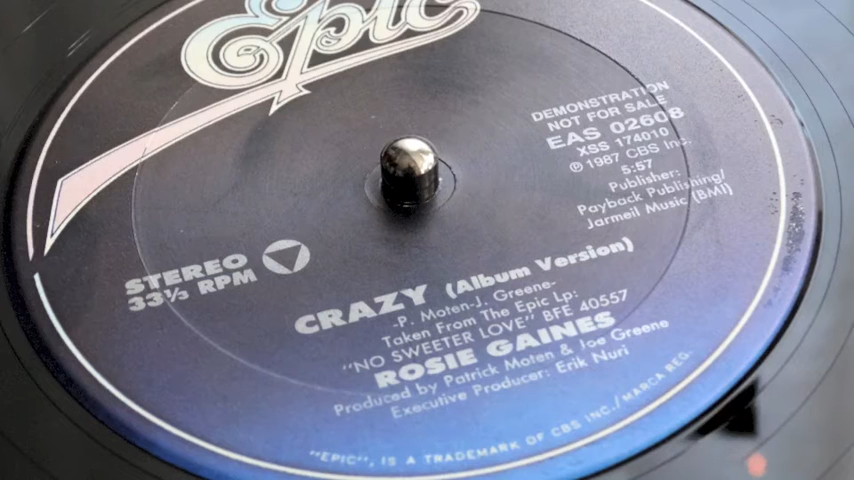 Epic
DEMONSTRATION
NOT FOR SALE
EAS 02608
XSS 174010
℗ 1987 CBS Inc.
5:57
Publisher:
Payback Publishing/
Jarmeil Music (BMI)
STEREO
33⅓ RPM
CRAZY (Album Version)
-P. Moten-J. Greene-
Taken From The Epic Lp:
"NO SWEETER LOVE" BFE 40557
ROSIE GAINES
Produced by Patrick Moten & Joe Greene
Executive Producer: Erik Nuri
"EPIC", IS A TRADEMARK OF CBS INC./MARCA REG.